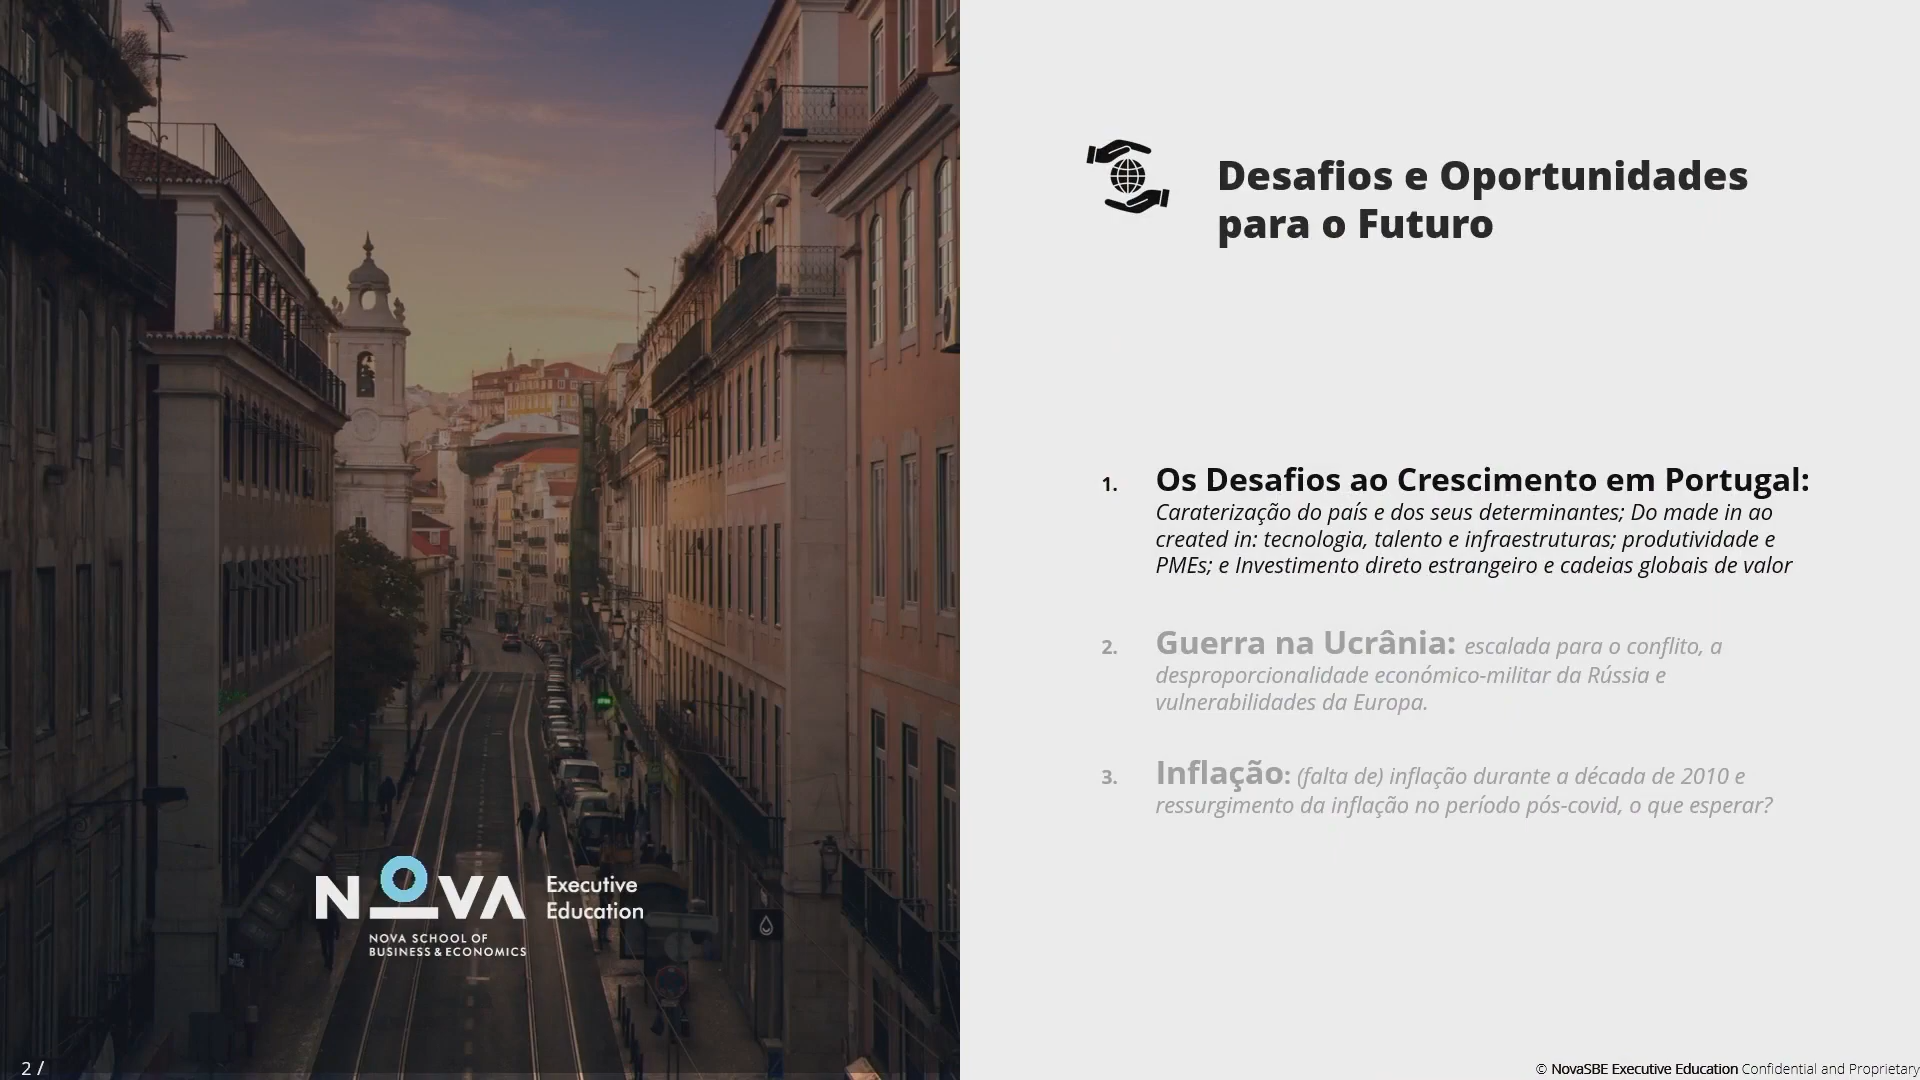 Desafios e Oportunidades
para o Futuro
1. Os Desafios ao Crescimento em Portugal:
Caraterização do país e dos seus determinantes; Do made in ao
created in: tecnologia, talento e infraestruturas; produtividade e
PMEs; e Investimento direto estrangeiro e cadeias globais de valor
2. Guerra na Ucrânia: escalada para o conflito, a
desproporcionalidade económico-militar da Rússia e
vulnerabilidades da Europa.
3. Inflação: (falta de) inflação durante a década de 2010 e
ressurgimento da inflação no período pós-covid, o que esperar?
NOVA
Executive
Education
NOVA SCHOOL OF
BUSINESS & ECONOMICS
2 /
© NovaSBE Executive Education Confidential and Proprietary